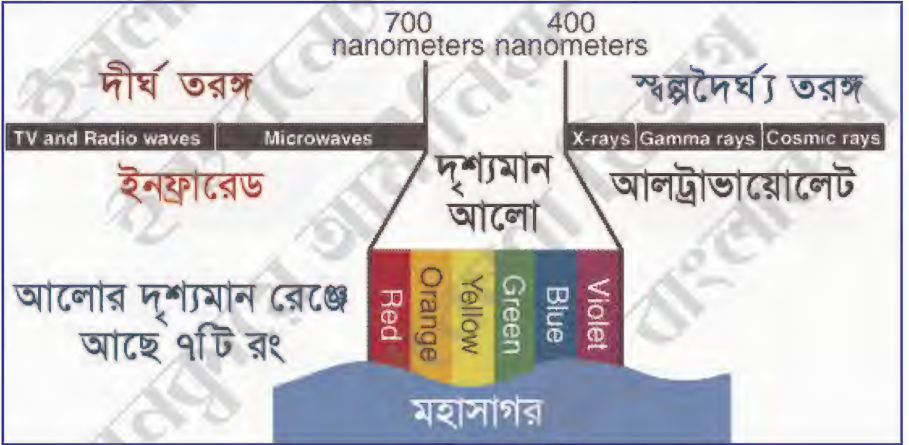 700 400
nanometers nanometers
দীর্ঘ তরঙ্গ
স্বল্পদৈর্ঘ্য তরঙ্গ
TV and Radio waves Microwaves X-rays Gamma rays Cosmic rays
ইনফ্রারেড
দৃশ্যমান
আলো
আলট্রাভায়োলেট
আলোর দৃশ্যমান রেঞ্জে
আছে ৭টি রং
Red
Orange
Yellow
Green
Blue
Violet
মহাসাগর